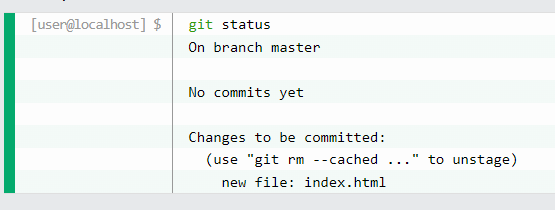 [user@localhost] $ git status
On branch master
No commits yet
Changes to be committed:
(use "git rm --cached ..." to unstage)
new file: index.html